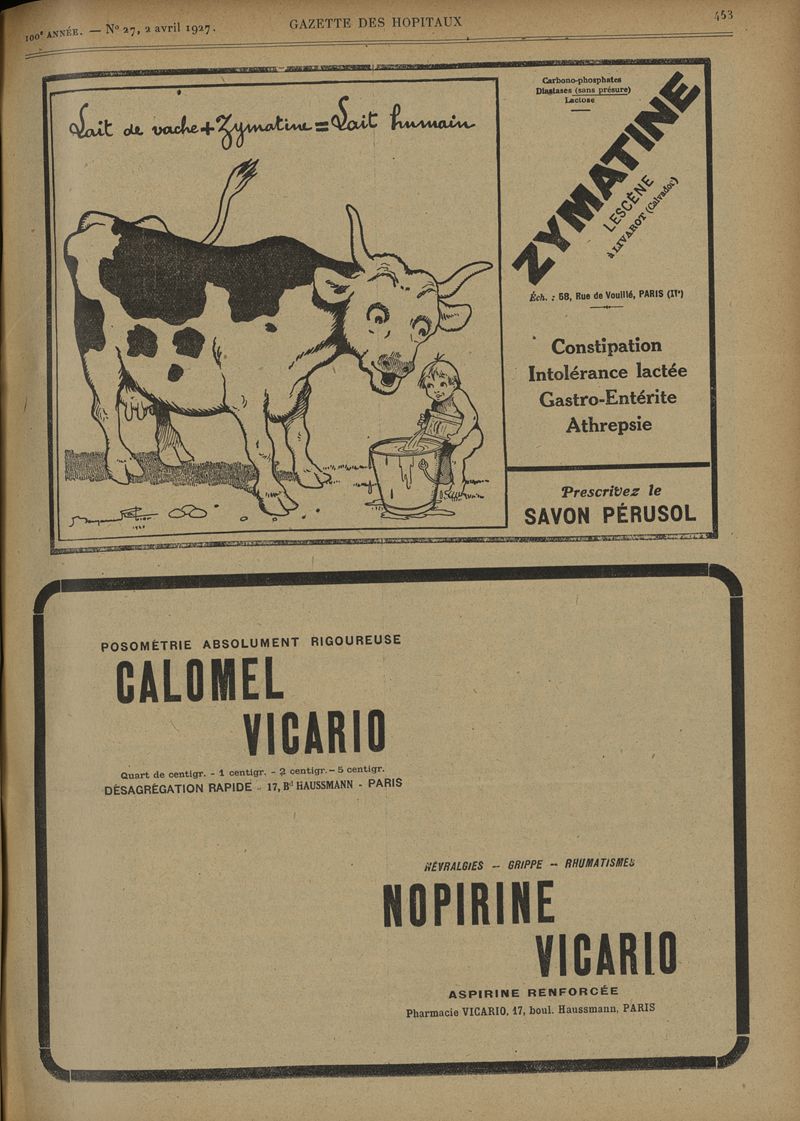 100e ANNÉE. — No 27, 2 avril 1927.
GAZETTE DES HOPITAUX
453
Lait de vache + Zymatine = Lait humain
Carbono-phosphates
Diastases (sans présure)
Lactose
ZYMATINE
LESCÈNE
à LIVAROT (Calvados)
Éch. : 58, Rue de Vouillé, PARIS
Constipation
Intolérance lactée
Gastro-Entérite
Athrepsie
Prescrivez le
SAVON PÉRUSOL
POSOMÉTRIE ABSOLUMENT RIGOUREUSE
CALOMEL
VICARIO
Quart de centigr. - 1 centigr. - 2 centigr. - 5 centigr.
DÉSAGRÉGATION RAPIDE - 17, Bd HAUSSMANN - PARIS
NÉVRALGIES — GRIPPE — RHUMATISMES
NOPIRINE
VICARIO
ASPIRINE RENFORCÉE
Pharmacie VICARIO, 17, boul. Haussmann, PARIS